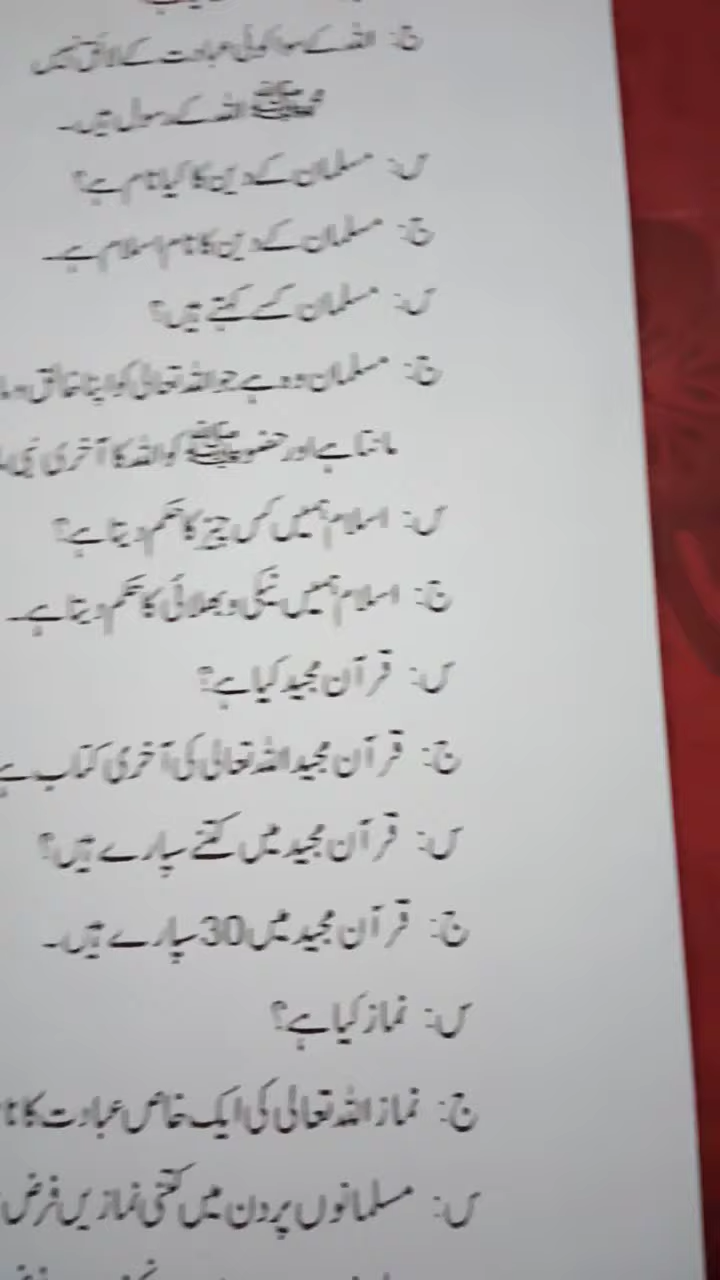 ج: اللہ کے سوا کوئی عبادت کے لائق نہیں
محمد ﷺ اللہ کے رسول ہیں۔
س: مسلمان کے دین کا کیا نام ہے؟
ج: مسلمان کے دین کا نام اسلام ہے۔
س: مسلمان کسے کہتے ہیں؟
ج: مسلمان وہ ہے جو اللہ تعالیٰ کو اپنا خالق و
مانتا ہے اور حضور ﷺ کو اللہ کا آخری نبی
س: اسلام ہمیں کس چیز کا حکم دیتا ہے؟
ج: اسلام ہمیں نیکی و بھلائی کا حکم دیتا ہے۔
س: قرآن مجید کیا ہے؟
ج: قرآن مجید اللہ تعالیٰ کی آخری کتاب ہے
س: قرآن مجید میں کتنے سپارے ہیں؟
ج: قرآن مجید میں 30 سپارے ہیں۔
س: نماز کیا ہے؟
ج: نماز اللہ تعالیٰ کی ایک خاص عبادت کا
س: مسلمانوں پر دن میں کتنی نمازیں فرض